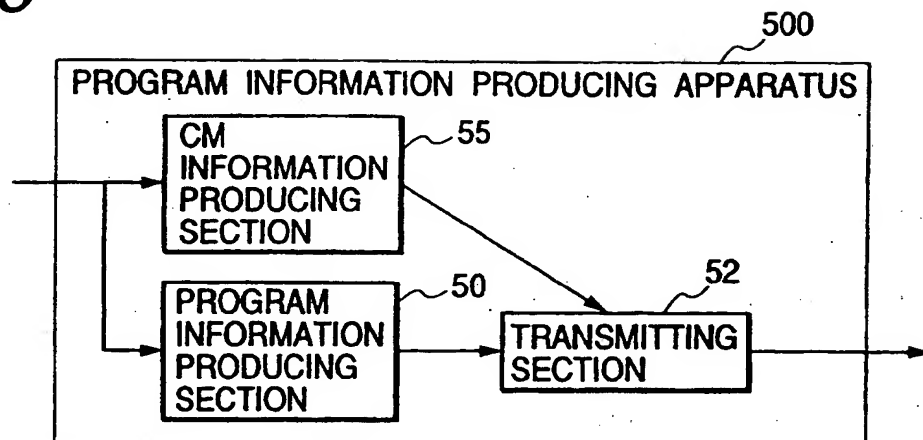 500
PROGRAM INFORMATION PRODUCING APPARATUS
CM
INFORMATION
PRODUCING
SECTION
55
PROGRAM
INFORMATION
PRODUCING
SECTION
50
TRANSMITTING
SECTION
52